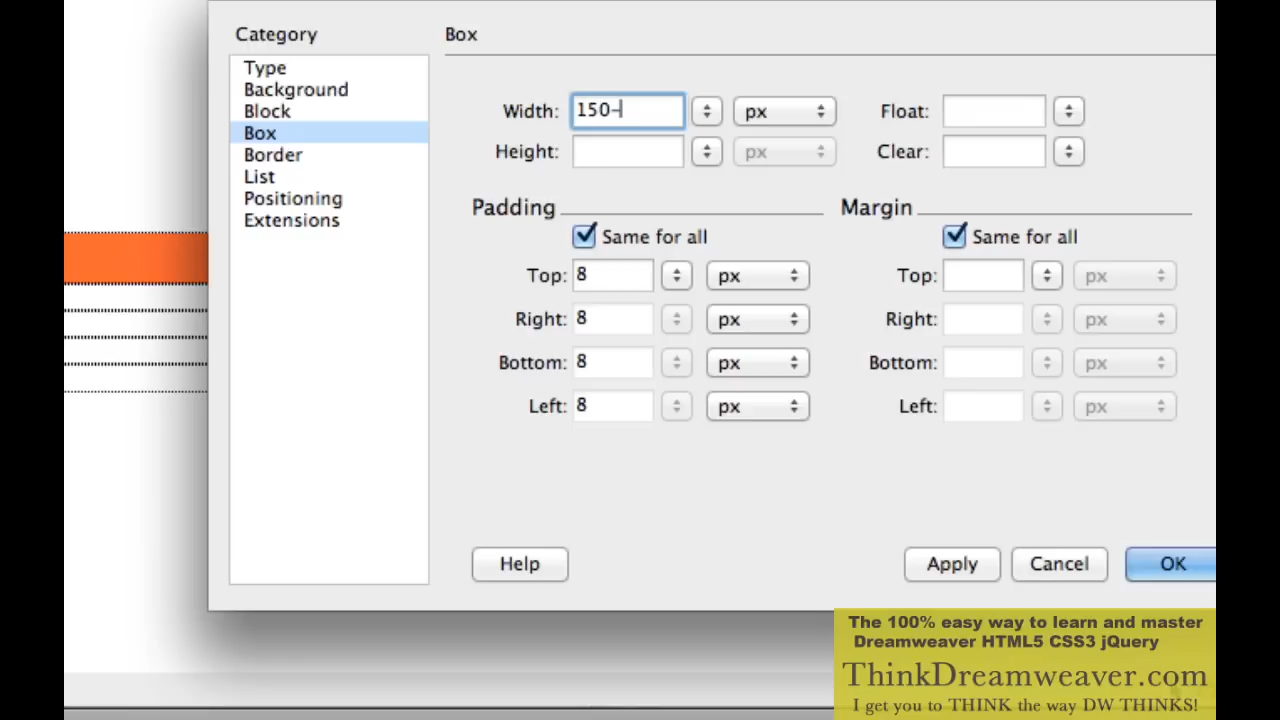 Category
Type
Background
Block
Box
Border
List
Positioning
Extensions
Box
Width: 150- px Float:
Height: px Clear:
Padding Margin
Same for all Same for all
Top: 8 px Top: px
Right: 8 px Right: px
Bottom: 8 px Bottom: px
Left: 8 px Left: px
Help Apply Cancel OK
The 100% easy way to learn and master
Dreamweaver HTML5 CSS3 jQuery
ThinkDreamweaver.com
I get you to THINK the way DW THINKS!